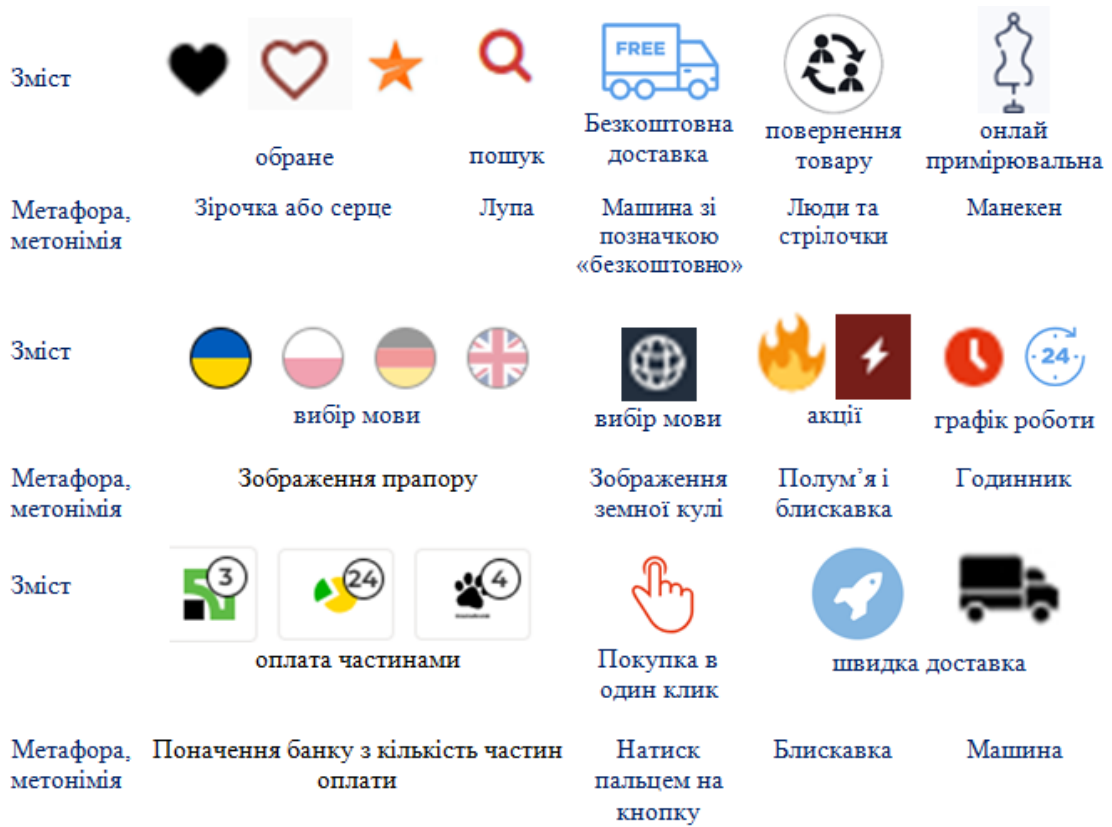 FREE
Зміст
обране
пошук
Безкоштовна
доставка
повернення
товару
онлай
примірювальна
Метафора,
метонімія
Зірочка або серце
Лупа
Машина зі
позначкою
«безкоштовно»
Люди та
стрілочки
Манекен
Зміст
24
вибір мови
вибір мови
акції
графік роботи
Метафора,
метонімія
Зображення прапору
Зображення
земної кулі
Полум’я і
блискавка
Годинник
Зміст
3
24
4
оплата частинами
Покупка в
один клик
швидка доставка
Метафора,
метонімія
Поначення банку з кількість частин
оплати
Натиск
пальцем на
кнопку
Блискавка
Машина